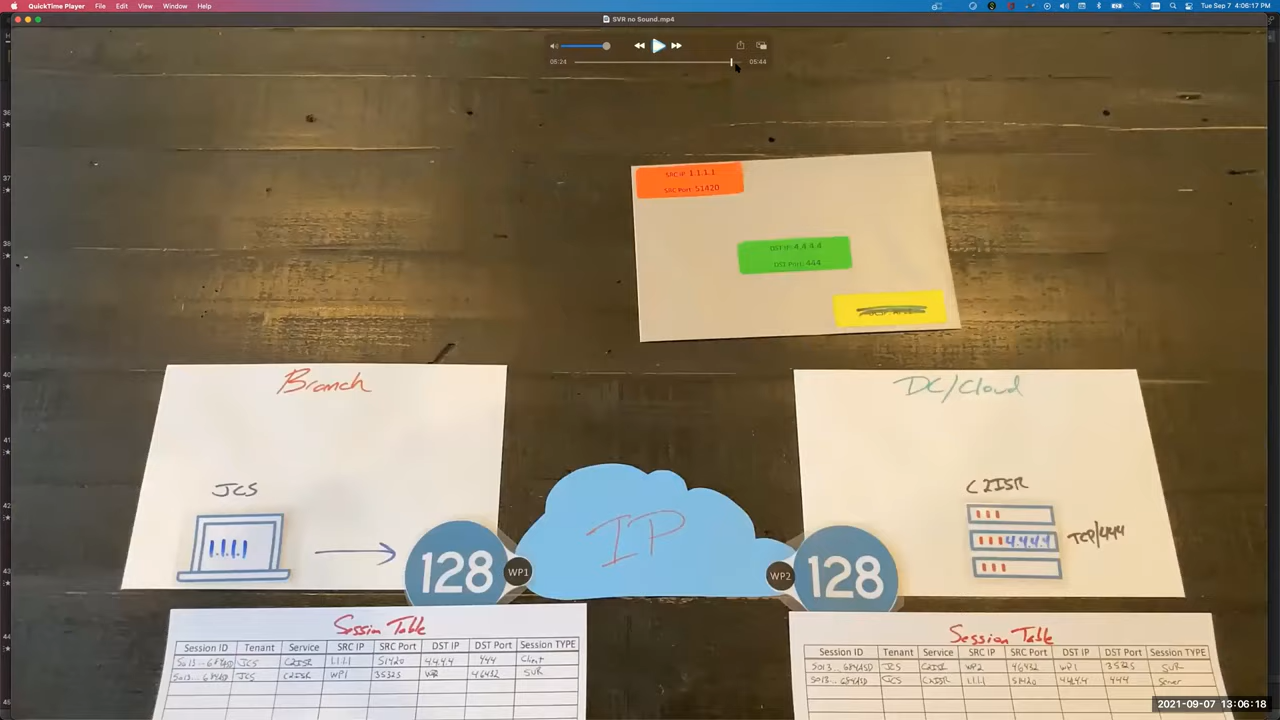 QuickTime Player File Edit View Window Help
Tue Sep 7 4:06:17 PM
SVR no Sound.mp4
05:24
05:44
SRC IP: 1.1.1.1
SRC Port: 51420
DST IP: 4.4.4.4
DST Port: 444
Branch
JCS
1.1.1.1
128
WP1
IP
WP2
128
DC/Cloud
C2ISR
4.4.4.4
TCP/444
Session Table
Session ID Tenant Service SRC IP SRC Port DST IP DST Port Session TYPE
JCS C2ISR 1.1.1.1 51420 4.4.4.4 444 Client
JCS C2ISR WP1 SVR
Session Table
Session ID Tenant Service SRC IP SRC Port DST IP DST Port Session TYPE
JCS C2ISR WP2 46432 WP1 SVR
JCS C2ISR 1.1.1.1 51420 4.4.4.4 444 Server
2021-09-07 13:06:18